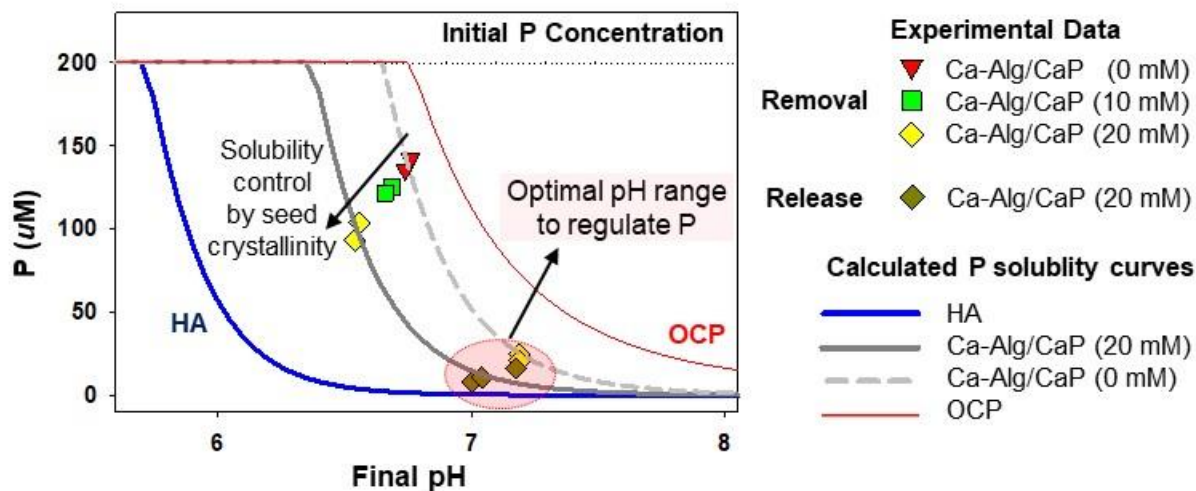 Initial P Concentration
200
150
100
50
0
P (uM)
6
7
8
Final pH
Solubility
control
by seed
crystallinity
Optimal pH range
to regulate P
HA
OCP
Experimental Data
Removal
Ca-Alg/CaP (0 mM)
Ca-Alg/CaP (10 mM)
Ca-Alg/CaP (20 mM)
Release
Ca-Alg/CaP (20 mM)
Calculated P solublity curves
HA
Ca-Alg/CaP (20 mM)
Ca-Alg/CaP (0 mM)
OCP